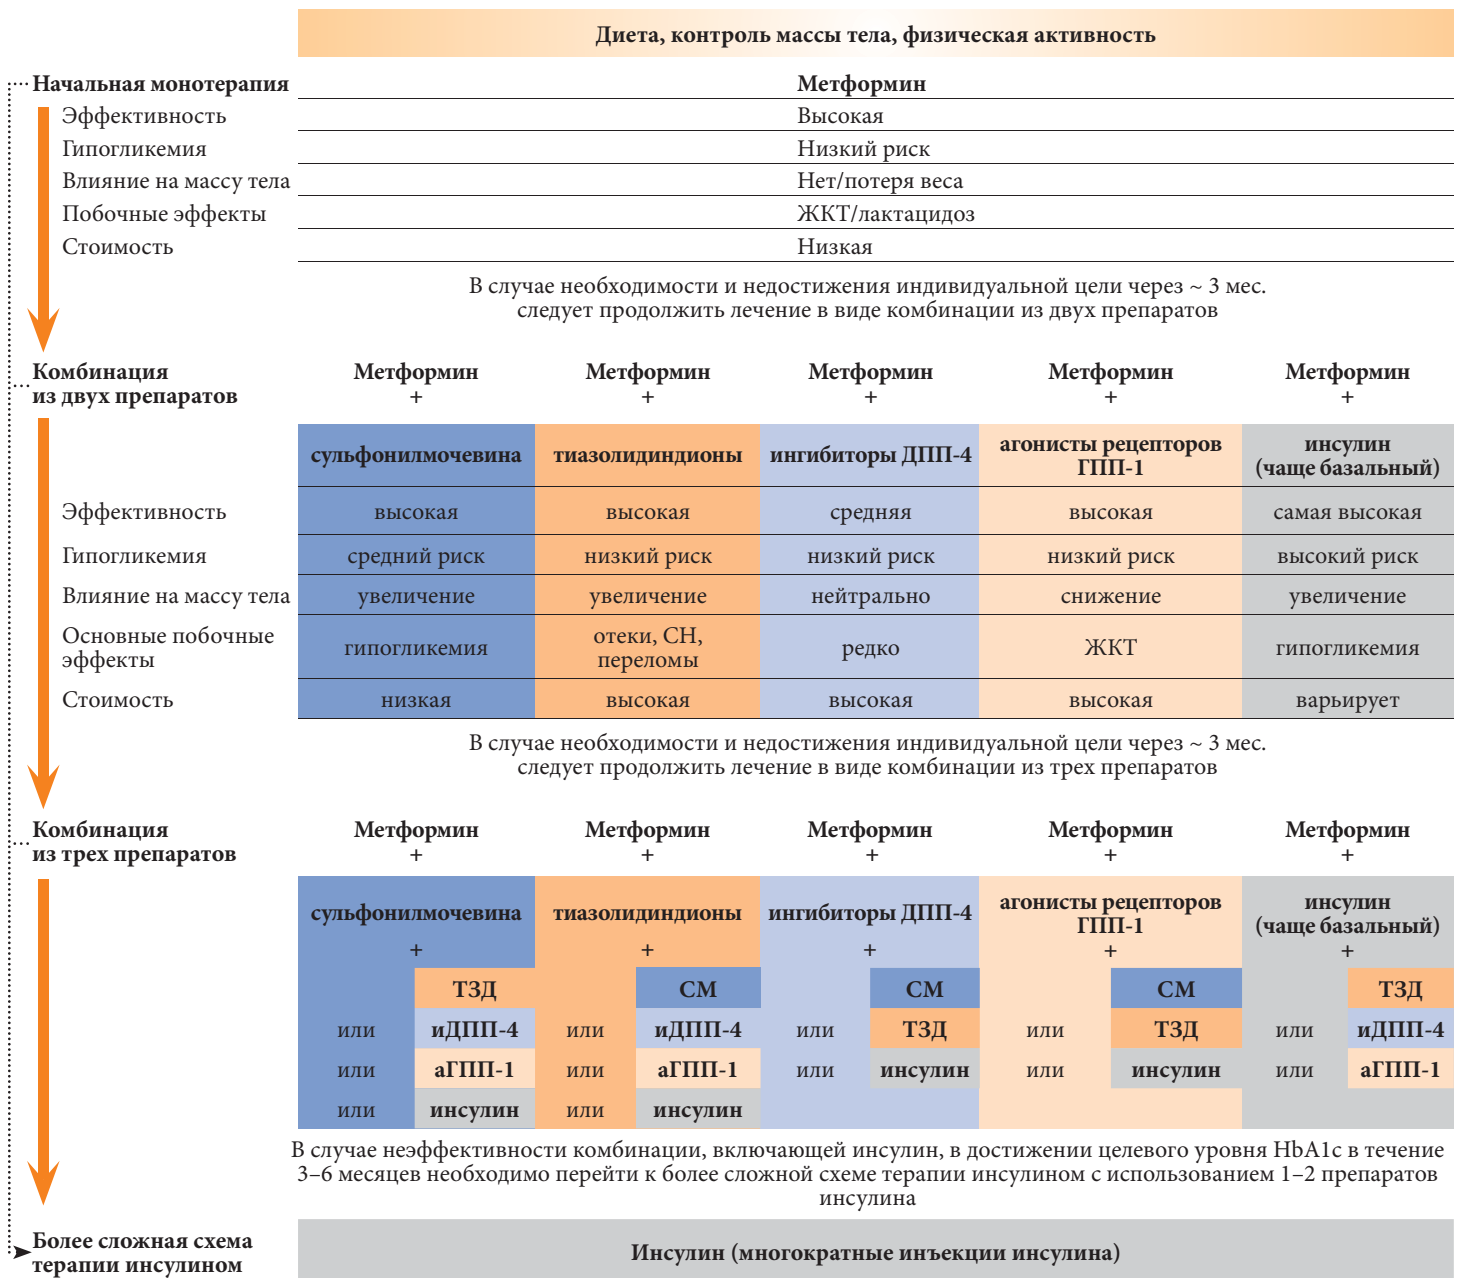 Диета, контроль массы тела, физическая активность
Начальная монотерапия Метформин
Эффективность Высокая
Гипогликемия Низкий риск
Влияние на массу тела Нет/потеря веса
Побочные эффекты ЖКТ/лактацидоз
Стоимость Низкая
В случае необходимости и недостижения индивидуальной цели через ~ 3 мес.
следует продолжить лечение в виде комбинации из двух препаратов
Комбинация
из двух препаратов
Метформин Метформин Метформин Метформин Метформин
+ + + + +
сульфонилмочевина тиазолидиндионы ингибиторы ДПП-4 агонисты рецепторов
ГПП-1
инсулин
(чаще базальный)
Эффективность высокая высокая средняя высокая самая высокая
Гипогликемия средний риск низкий риск низкий риск низкий риск высокий риск
Влияние на массу тела увеличение увеличение нейтрально снижение увеличение
Основные побочные
эффекты
гипогликемия
отеки, СН,
переломы
редко ЖКТ гипогликемия
Стоимость низкая высокая высокая высокая варьирует
В случае необходимости и недостижения индивидуальной цели через ~ 3 мес.
следует продолжить лечение в виде комбинации из трех препаратов
Комбинация
из трех препаратов
Метформин Метформин Метформин Метформин Метформин
+ + + + +
сульфонилмочевина тиазолидиндионы ингибиторы ДПП-4 агонисты рецепторов
ГПП-1
инсулин
(чаще базальный)
+ + + + +
ТЗД СМ СМ СМ ТЗД
или иДПП-4 или иДПП-4 или ТЗД или ТЗД или иДПП-4
или аГПП-1 или аГПП-1 или инсулин или инсулин или аГПП-1
или инсулин или инсулин
В случае неэффективности комбинации, включающей инсулин, в достижении целевого уровня HbA1c в течение
3–6 месяцев необходимо перейти к более сложной схеме терапии инсулином с использованием 1–2 препаратов
инсулина
Более сложная схема
терапии инсулином
Инсулин (многократные инъекции инсулина)